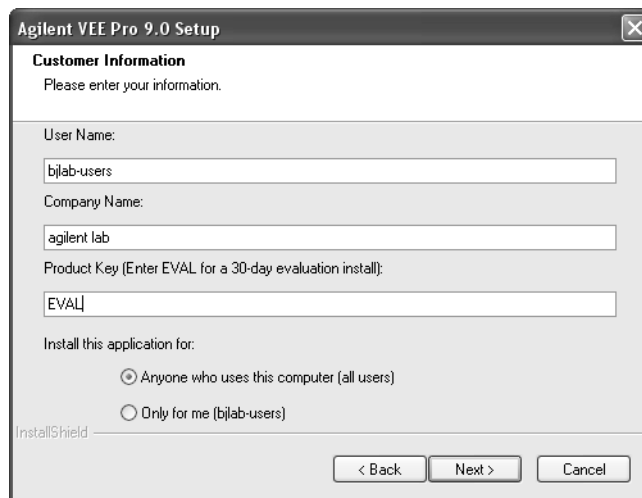 Agilent VEE Pro 9.0 Setup
Customer Information
Please enter your information.
User Name:
bjlab-users
Company Name:
agilent lab
Product Key (Enter EVAL for a 30-day evaluation install):
EVAL
Install this application for:
Anyone who uses this computer (all users)
Only for me (bjlab-users)
InstallShield
< Back Next > Cancel